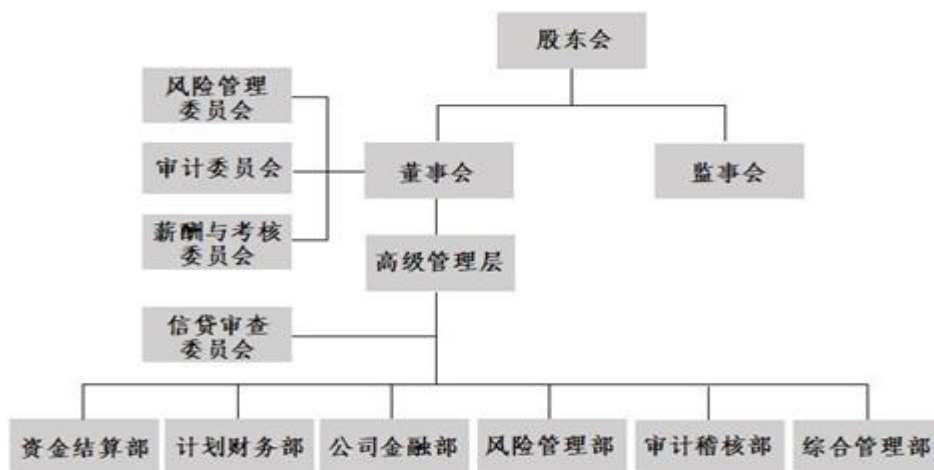 股东会
风险管理
委员会
审计委员会
董事会
监事会
薪酬与考核
委员会
高级管理层
信贷审查
委员会
资金结算部
计划财务部
公司金融部
风险管理部
审计稽核部
综合管理部